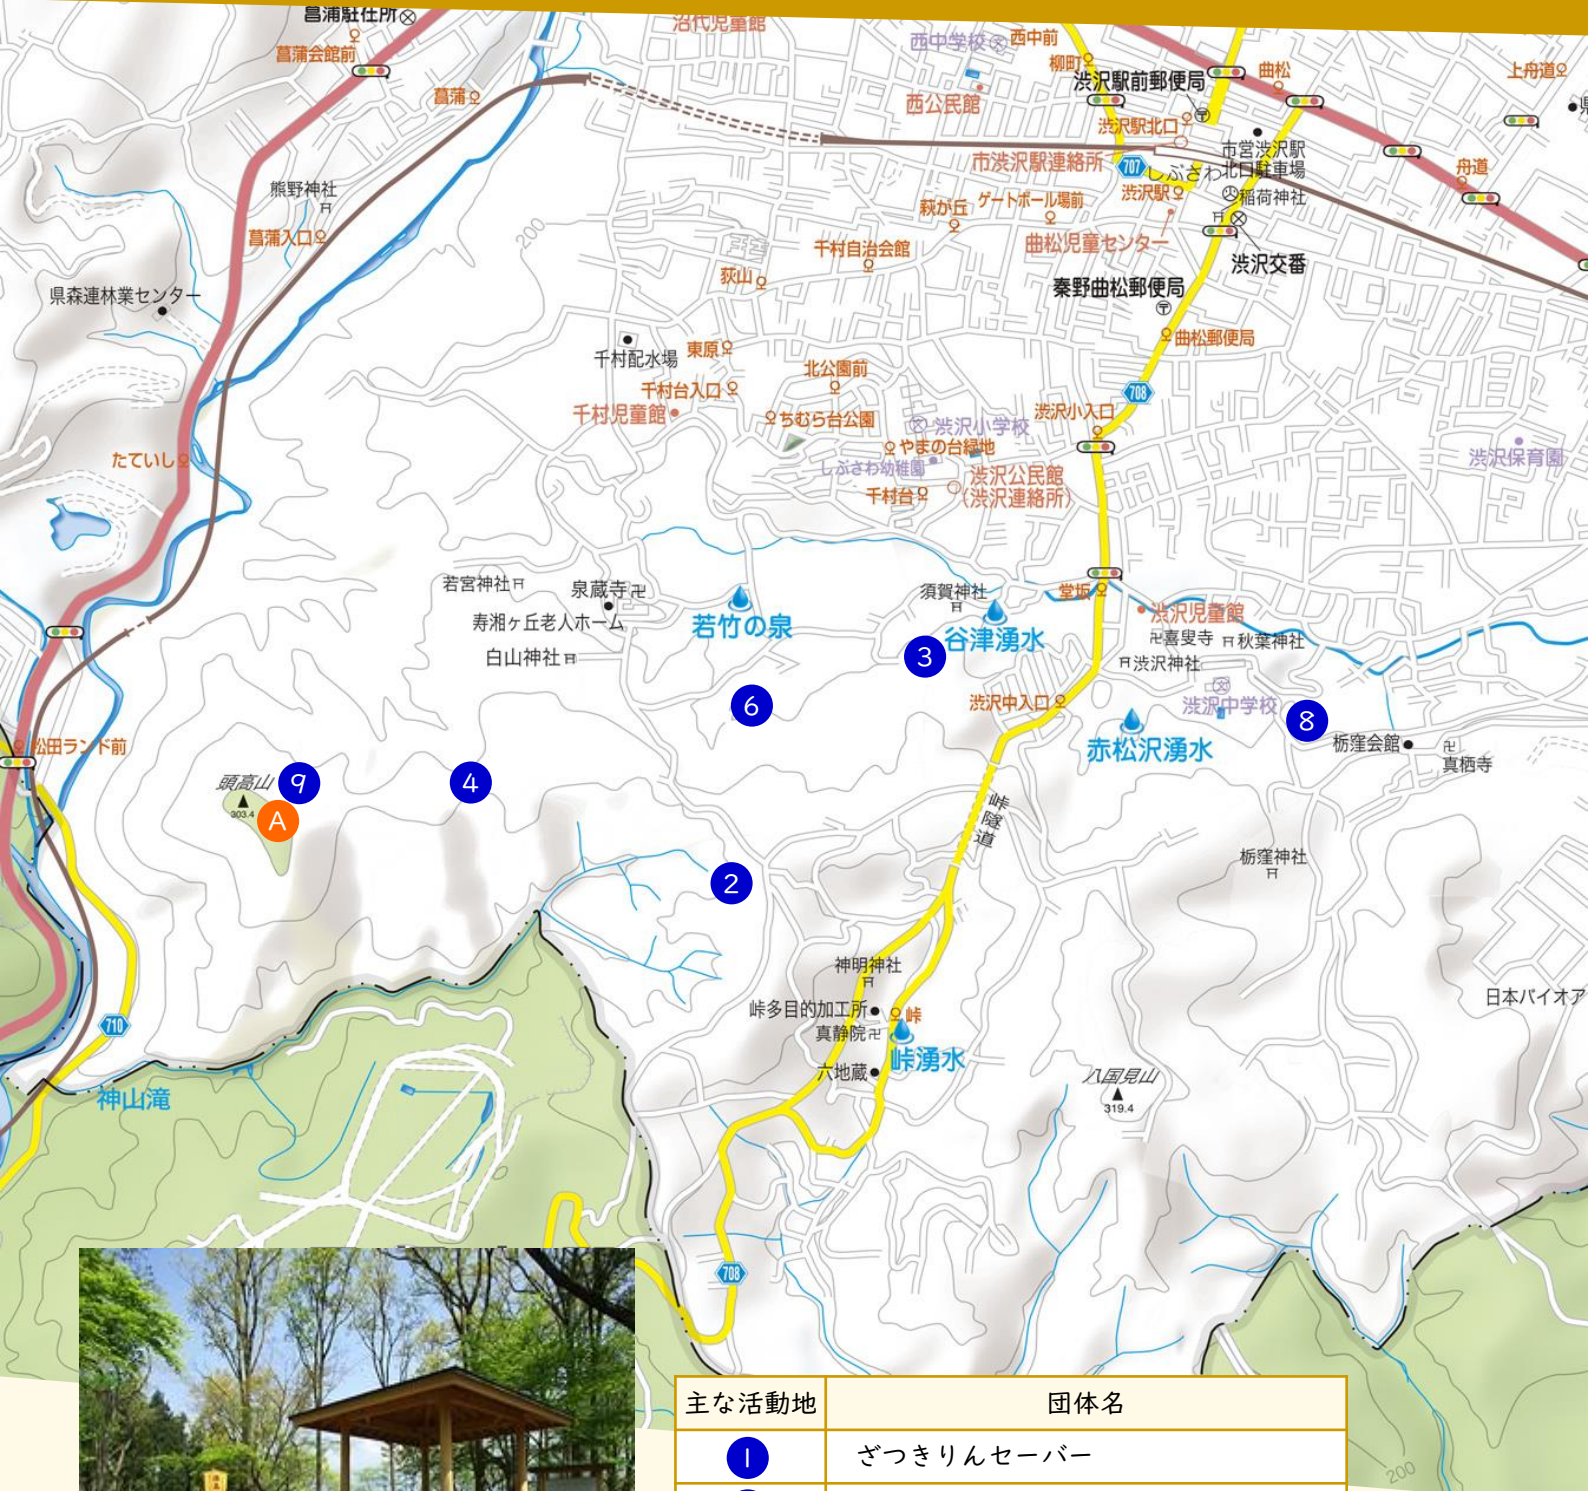 菖蒲駐在所
沼代児童館
菖蒲会館前
西中学校
西中前
柳町
渋沢駅前郵便局
曲松
上舟道
菖蒲
西公民館
渋沢駅北口
市営渋沢駅
北口駐車場
市渋沢駅連絡所
707
しぶさわ
舟道
熊野神社
渋沢駅
稲荷神社
萩が丘
ゲートボール場前
菖蒲入口
200
千村自治会館
曲松児童センター
渋沢交番
荻山
県森連林業センター
秦野曲松郵便局
千村配水場
東原
曲松郵便局
北公園前
千村台入口
708
千村児童館
ちむら台公園
渋沢小学校
渋沢小入口
やまの台緑地
たていし
しぶさわ幼稚園
渋沢公民館
(渋沢連絡所)
千村台
渋沢保育園
若宮神社
泉蔵寺
須賀神社
堂坂
寿湘ヶ丘老人ホーム
若竹の泉
谷津湧水
渋沢児童館
喜叟寺
秋葉神社
白山神社
3
渋沢神社
6
渋沢中入口
渋沢中学校
8
赤松沢湧水
栃窪会館
真栖寺
松田ランド前
頭高山
9
4
303.4
A
峠隧道
栃窪神社
2
神明神社
日本バイオア
峠多目的加工所
峠
真静院
710
峠湧水
六地蔵
八国見山
319.4
神山滝
708
主な活動地 団体名
1 ざつきりんセーバー
200